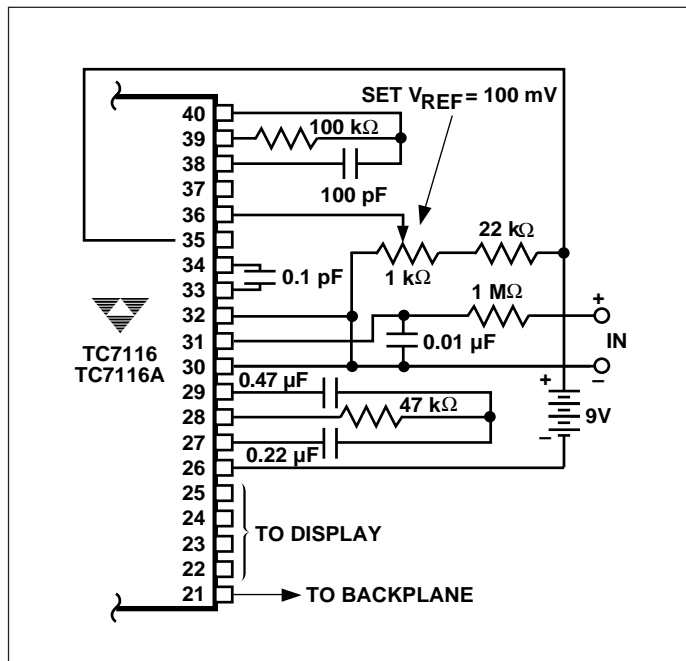 SET VREF = 100 mV
40
39
100 kΩ
38
37
100 pF
36
22 kΩ
35
34
0.1 pF
1 kΩ
33
1 MΩ
32
+
31
0.01 µF
IN
TC7116
30
–
TC7116A
29
0.47 µF
+
28
47 kΩ
9V
27
–
0.22 µF
26
25
24
TO DISPLAY
23
22
21
TO BACKPLANE